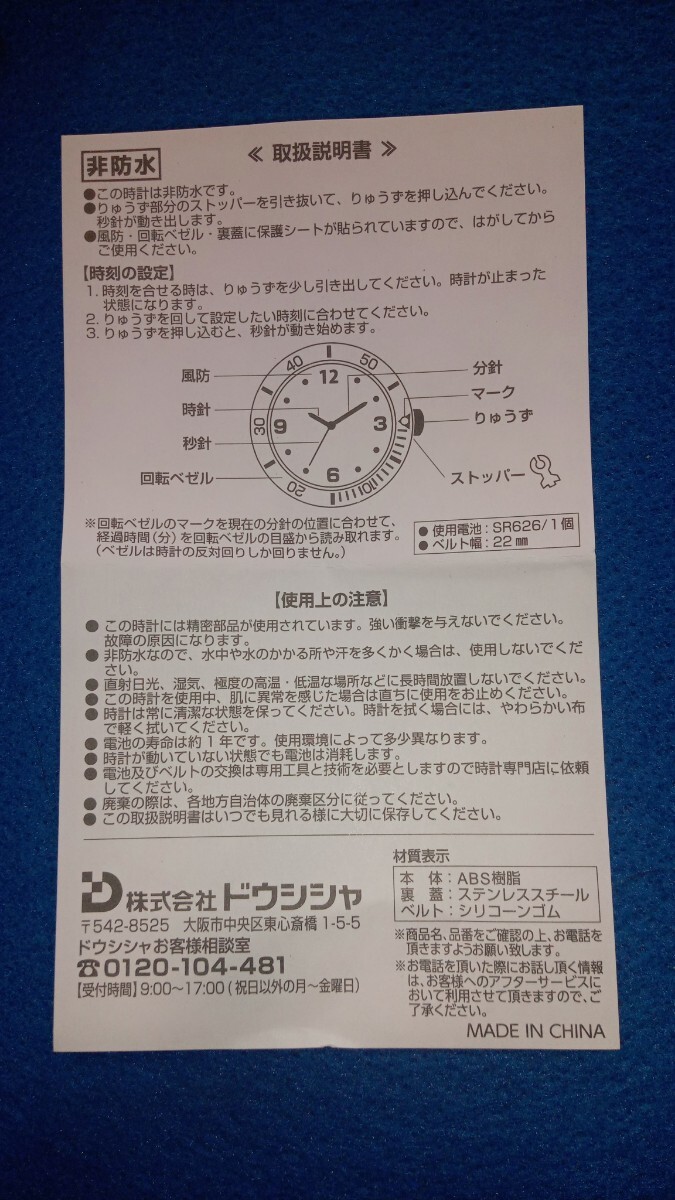 非防水
≪ 取扱説明書 ≫
●この時計は非防水です。
●りゅうず部分のストッパーを引き抜いて、りゅうずを押し込んでください。
秒針が動き出します。
●風防・回転ベゼル・裏蓋に保護シートが貼られていますので、はがしてから
ご使用ください。
【時刻の設定】
1. 時刻を合せる時は、りゅうずを少し引き出してください。時計が止まった
状態になります。
2. りゅうずを回して設定したい時刻に合わせてください。
3. りゅうずを押し込むと、秒針が動き始めます。
風防
時針
秒針
回転ベゼル
40
50
30
20
10
12
3
6
9
分針
マーク
りゅうず
ストッパー
※回転ベゼルのマークを現在の分針の位置に合わせて、
経過時間(分)を回転ベゼルの目盛から読み取れます。
(ベゼルは時計の反対回りしか回りません。)
● 使用電池:SR626/1個
● ベルト幅:22㎜
【使用上の注意】
● この時計には精密部品が使用されています。強い衝撃を与えないでください。
故障の原因になります。
● 非防水なので、水中や水のかかる所や汗を多くかく場合は、使用しないでくだ
さい。
● 直射日光、湿気、極度の高温・低温な場所などに長時間放置しないでください。
● この時計を使用中、肌に異常を感じた場合は直ちに使用をお止めください。
● 時計は常に清潔な状態を保ってください。時計を拭く場合には、やわらかい布
で軽く拭いてください。
● 電池の寿命は約1年です。使用環境によって多少異なります。
● 時計が動いていない状態でも電池は消耗します。
● 電池及びベルトの交換は専用工具と技術を必要としますので時計専門店に依頼
してください。
● 廃棄の際は、各地方自治体の廃棄区分に従ってください。
● この取扱説明書はいつでも見れる様に大切に保存してください。
株式会社 ドウシシャ
〒542-8525 大阪市中央区東心斎橋 1-5-5
ドウシシャお客様相談室
☎0120-104-481
【受付時間】9:00〜17:00(祝日以外の月〜金曜日)
材質表示
本 体:ABS樹脂
裏 蓋:ステンレススチール
ベルト:シリコーンゴム
※商品名、品番をご確認の上、お電話を
頂きますようお願い致します。
※お電話を頂いた際にお話し頂く情報
は、お客様へのアフターサービスに
おいて利用させて頂きますので、ご
了承ください。
MADE IN CHINA